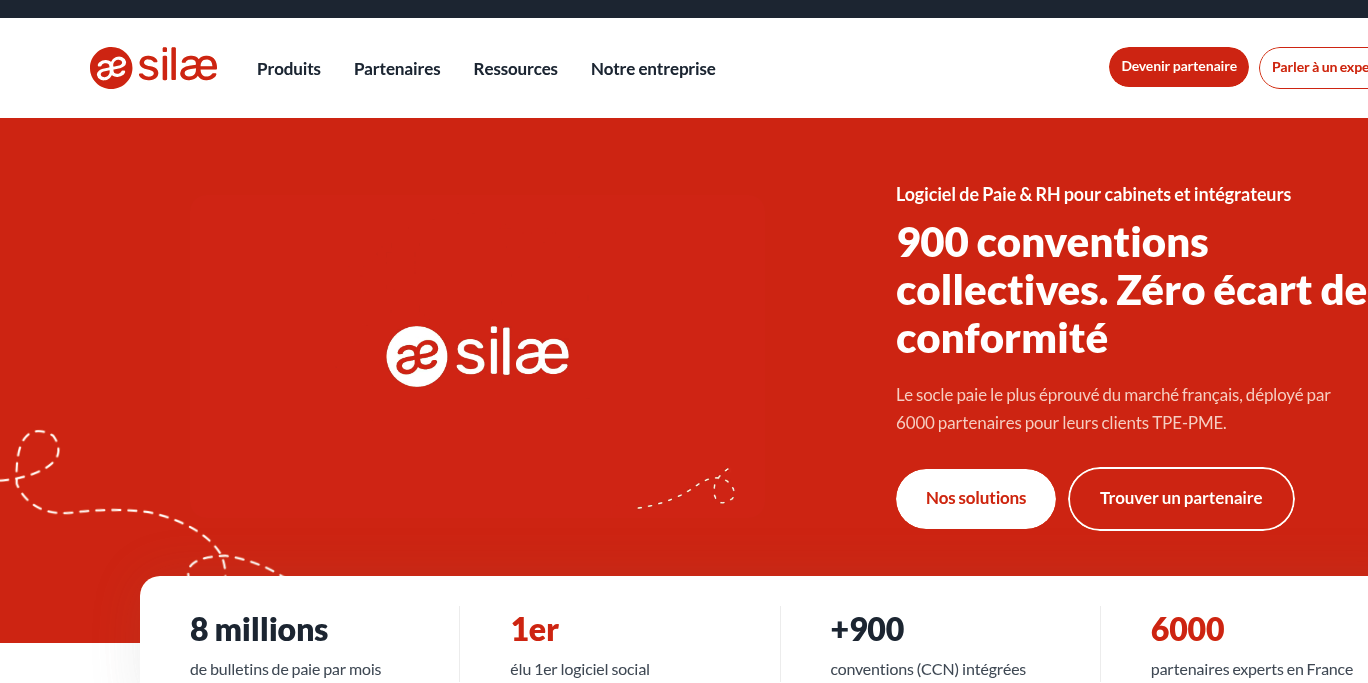 æ silæ
Produits
Partenaires
Ressources
Notre entreprise
Devenir partenaire
Parler à un expe
æ silæ
Logiciel de Paie & RH pour cabinets et intégrateurs
900 conventions
collectives. Zéro écart de
conformité
Le socle paie le plus éprouvé du marché français, déployé par
6000 partenaires pour leurs clients TPE-PME.
Nos solutions
Trouver un partenaire
8 millions
de bulletins de paie par mois
1er
élu 1er logiciel social
+900
conventions (CCN) intégrées
6000
partenaires experts en France